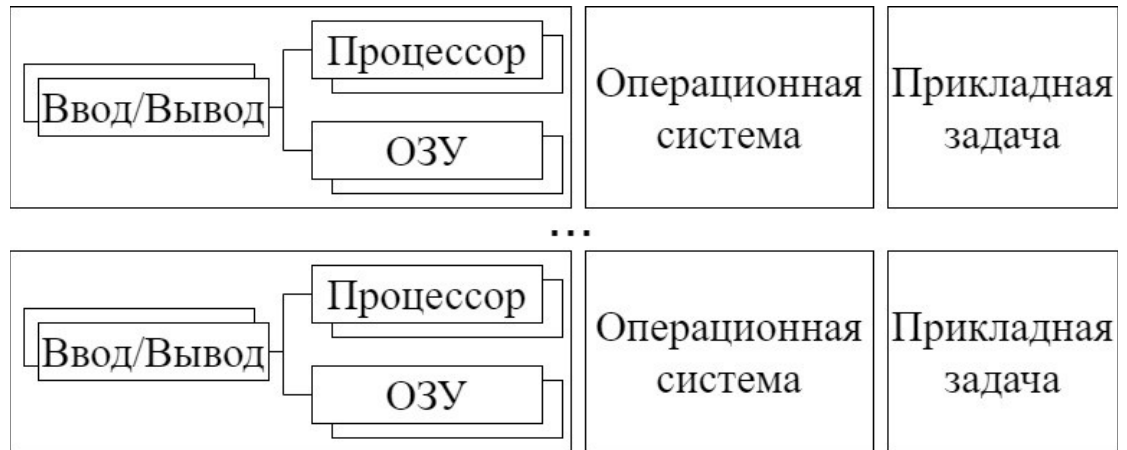 Процессор
Ввод/Вывод
ОЗУ
Операционная
система
Прикладная
задача
...
Процессор
Ввод/Вывод
ОЗУ
Операционная
система
Прикладная
задача